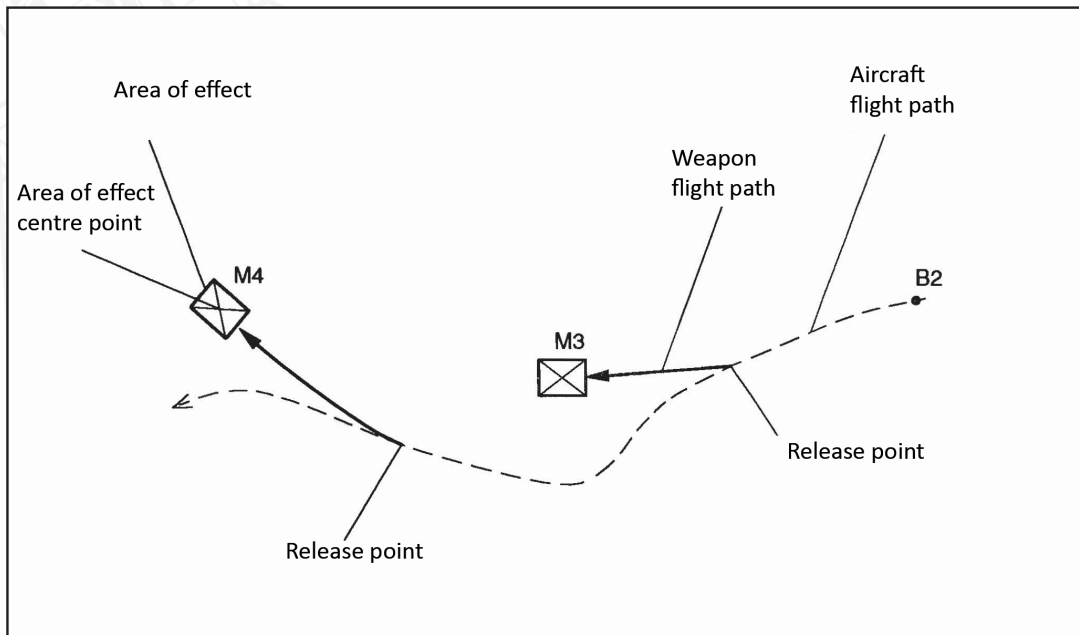 Area of effect
Aircraft
flight path
Weapon
flight path
Area of effect
centre point
M4
B2
M3
Release point
Release point